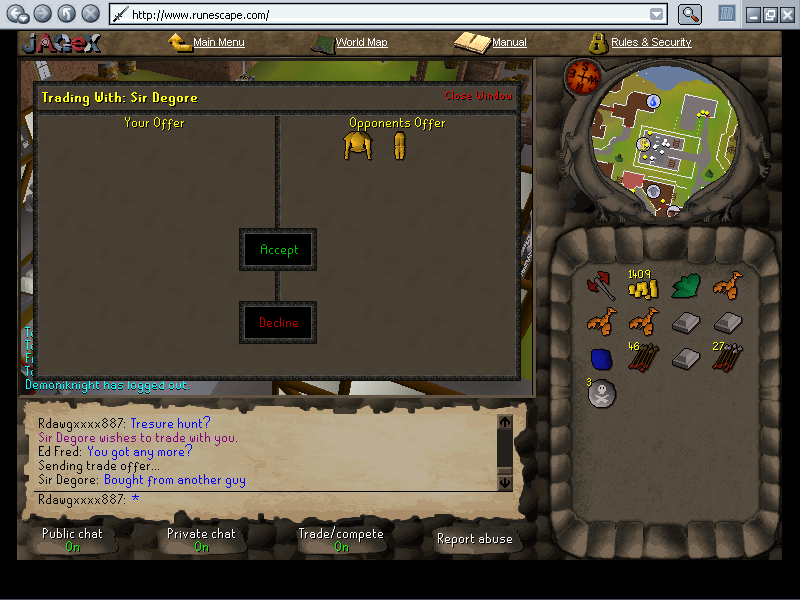 http://www.runescape.com/
JAGeX
Main Menu
World Map
Manual
Rules & Security
Trading With: Sir Degore
Close Window
Your Offer
Opponents Offer
Accept
Decline
Demoniknight has logged out.
1409
46
27
3
Rdawgxxxx887: Tresure hunt?
Sir Degore wishes to trade with you.
Ed Fred: You got any more?
Sending trade offer...
Sir Degore: Bought from another guy
Rdawgxxxx887: *
Public chat
On
Private chat
On
Trade/compete
On
Report abuse